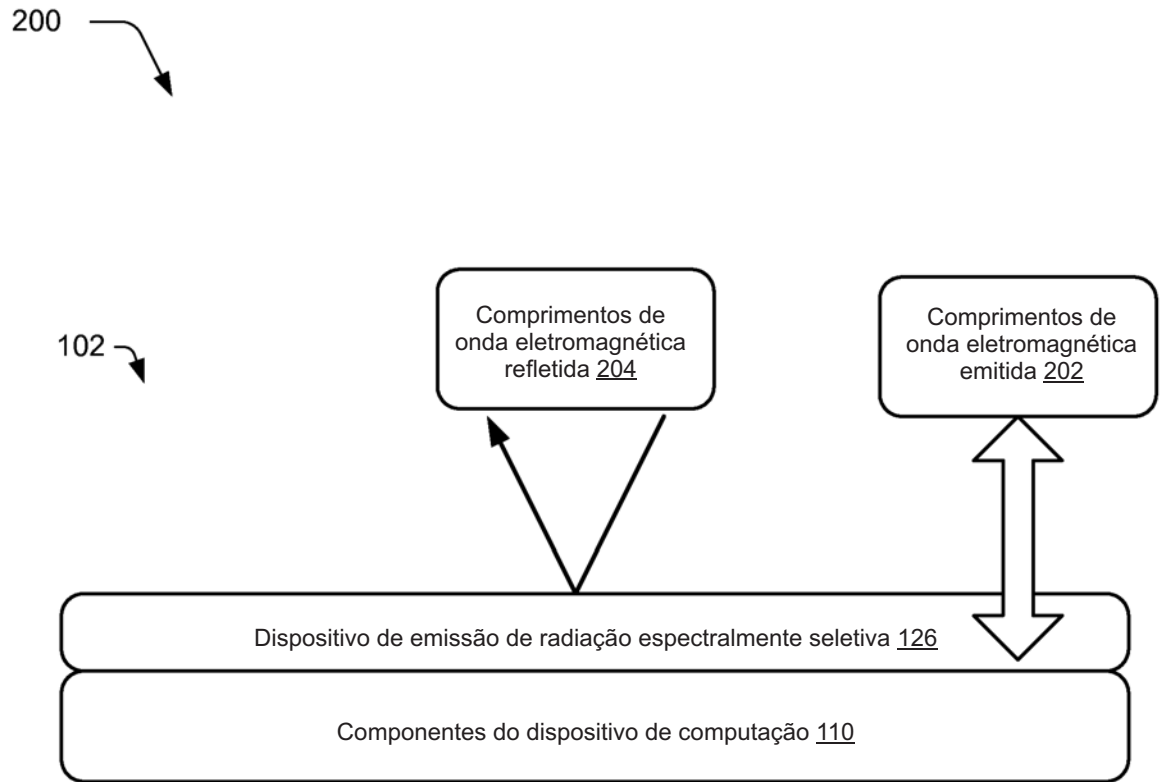 200
102
Comprimentos de
onda eletromagnética
refletida 204
Comprimentos de
onda eletromagnética
emitida 202
Dispositivo de emissão de radiação espectralmente seletiva 126
Componentes do dispositivo de computação 110